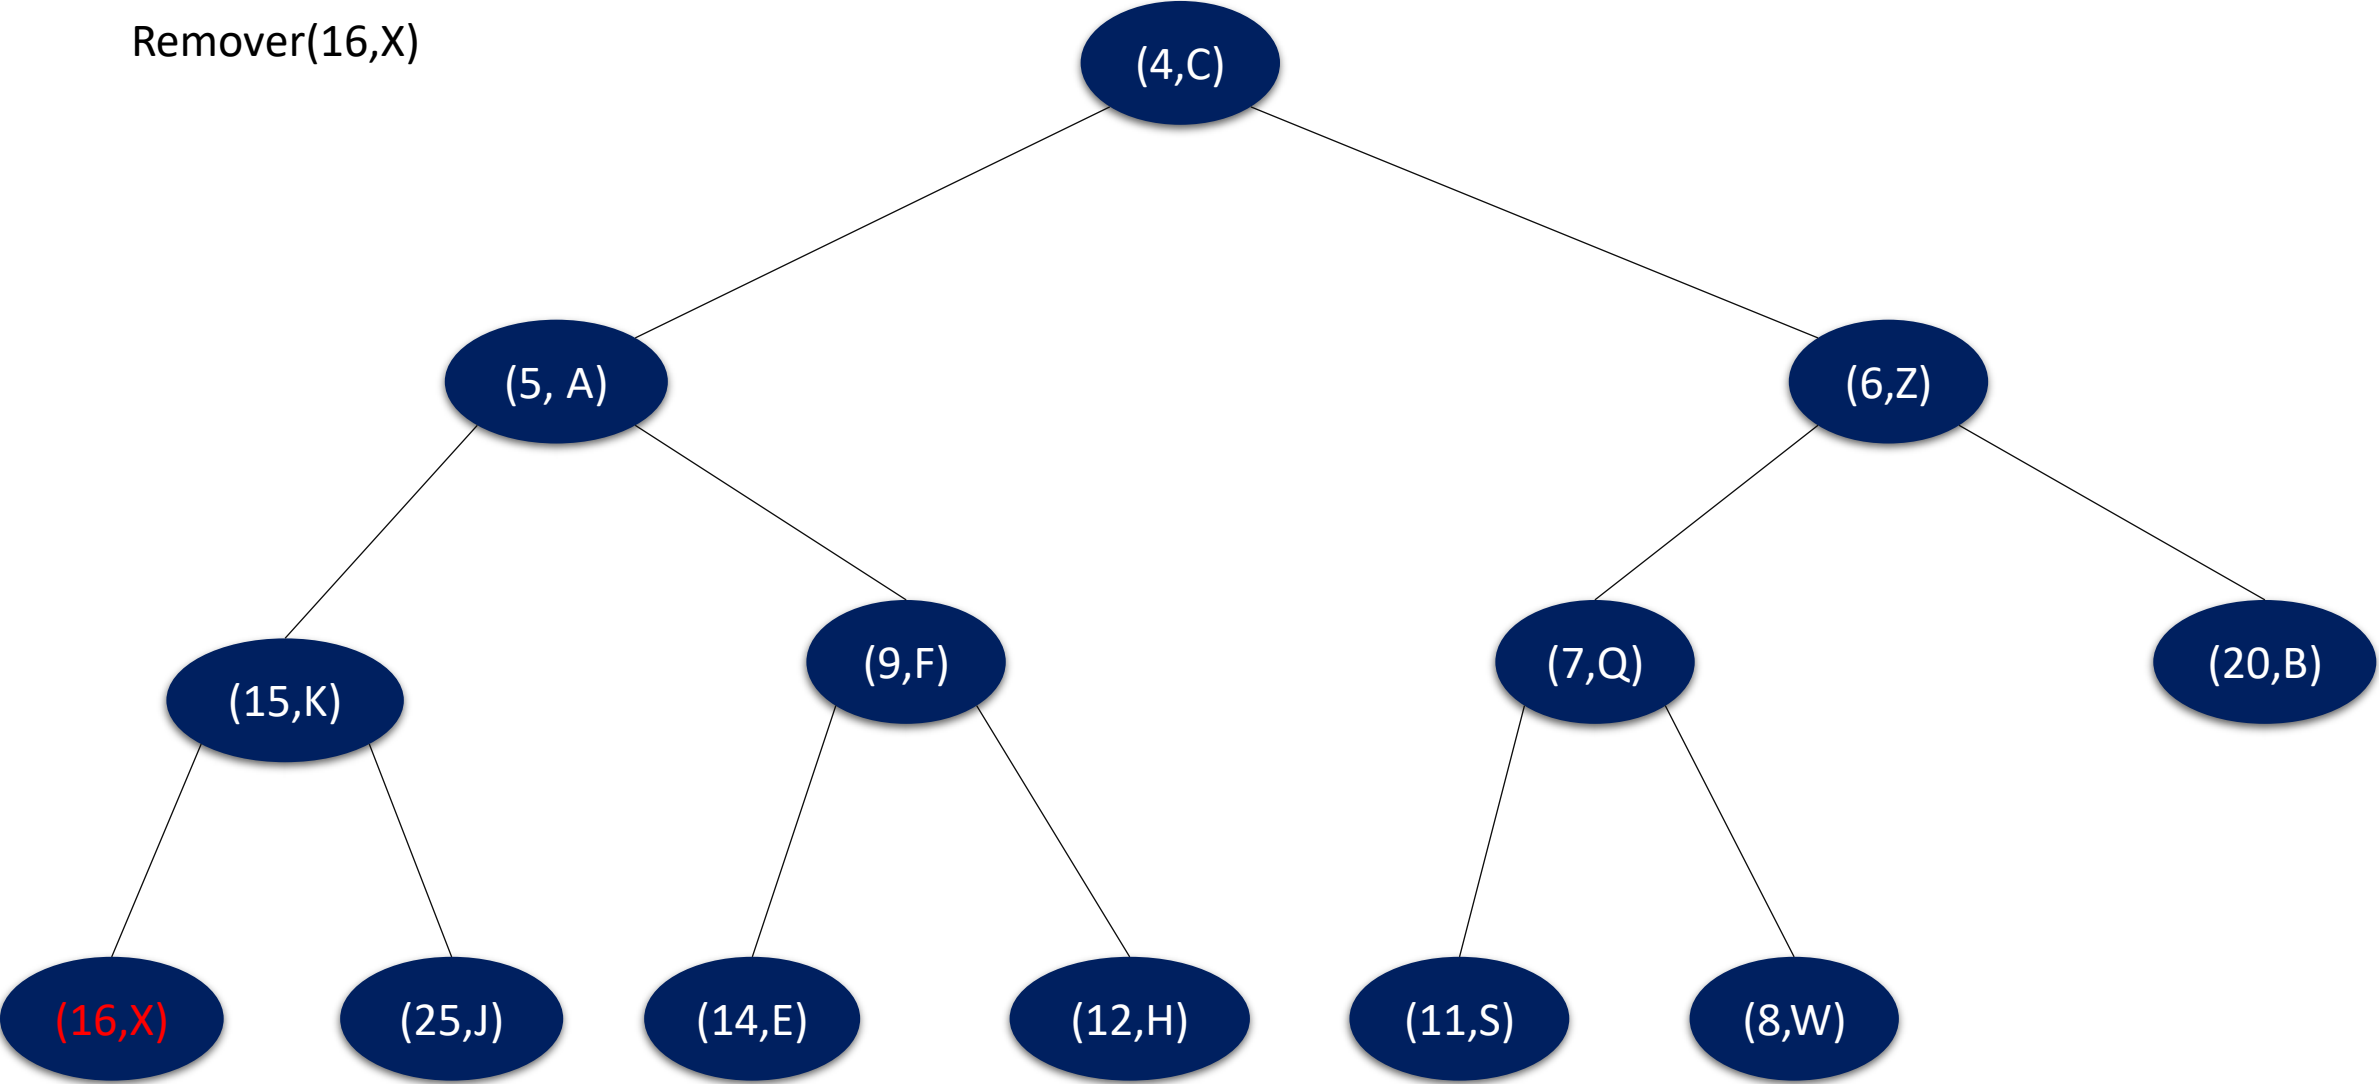 Remover(16,X)
(4,C)
(5, A)
(6,Z)
(15,K)
(9,F)
(7,Q)
(20,B)
(16,X)
(25,J)
(14,E)
(12,H)
(11,S)
(8,W)